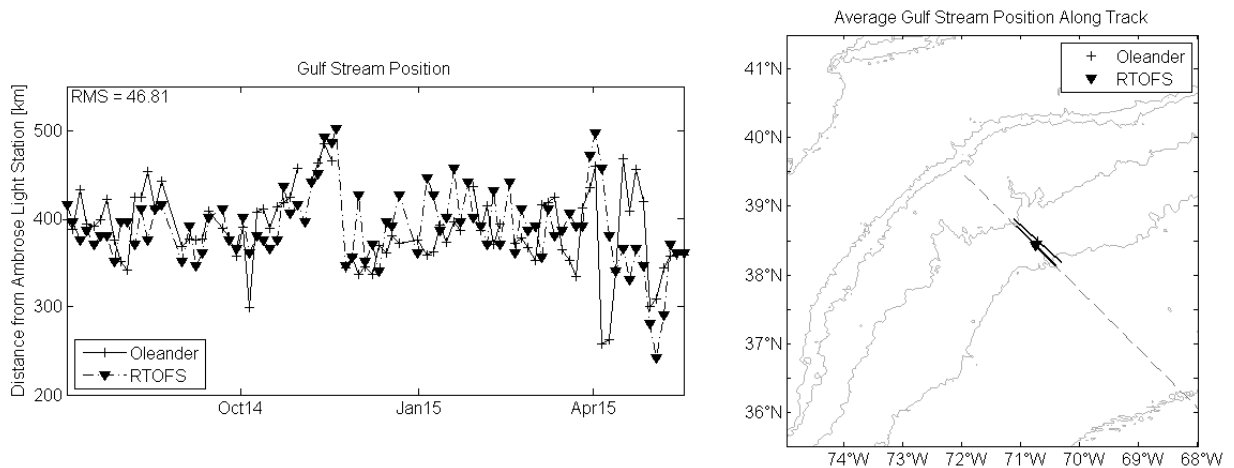 Gulf Stream Position
RMS = 46.81
Distance from Ambrose Light Station [km]
500
400
300
200
Oct14
Jan15
Apr15
Oleander
RTOFS
Average Gulf Stream Position Along Track
Oleander
RTOFS
41°N
40°N
39°N
38°N
37°N
36°N
74°W
73°W
72°W
71°W
70°W
69°W
68°W